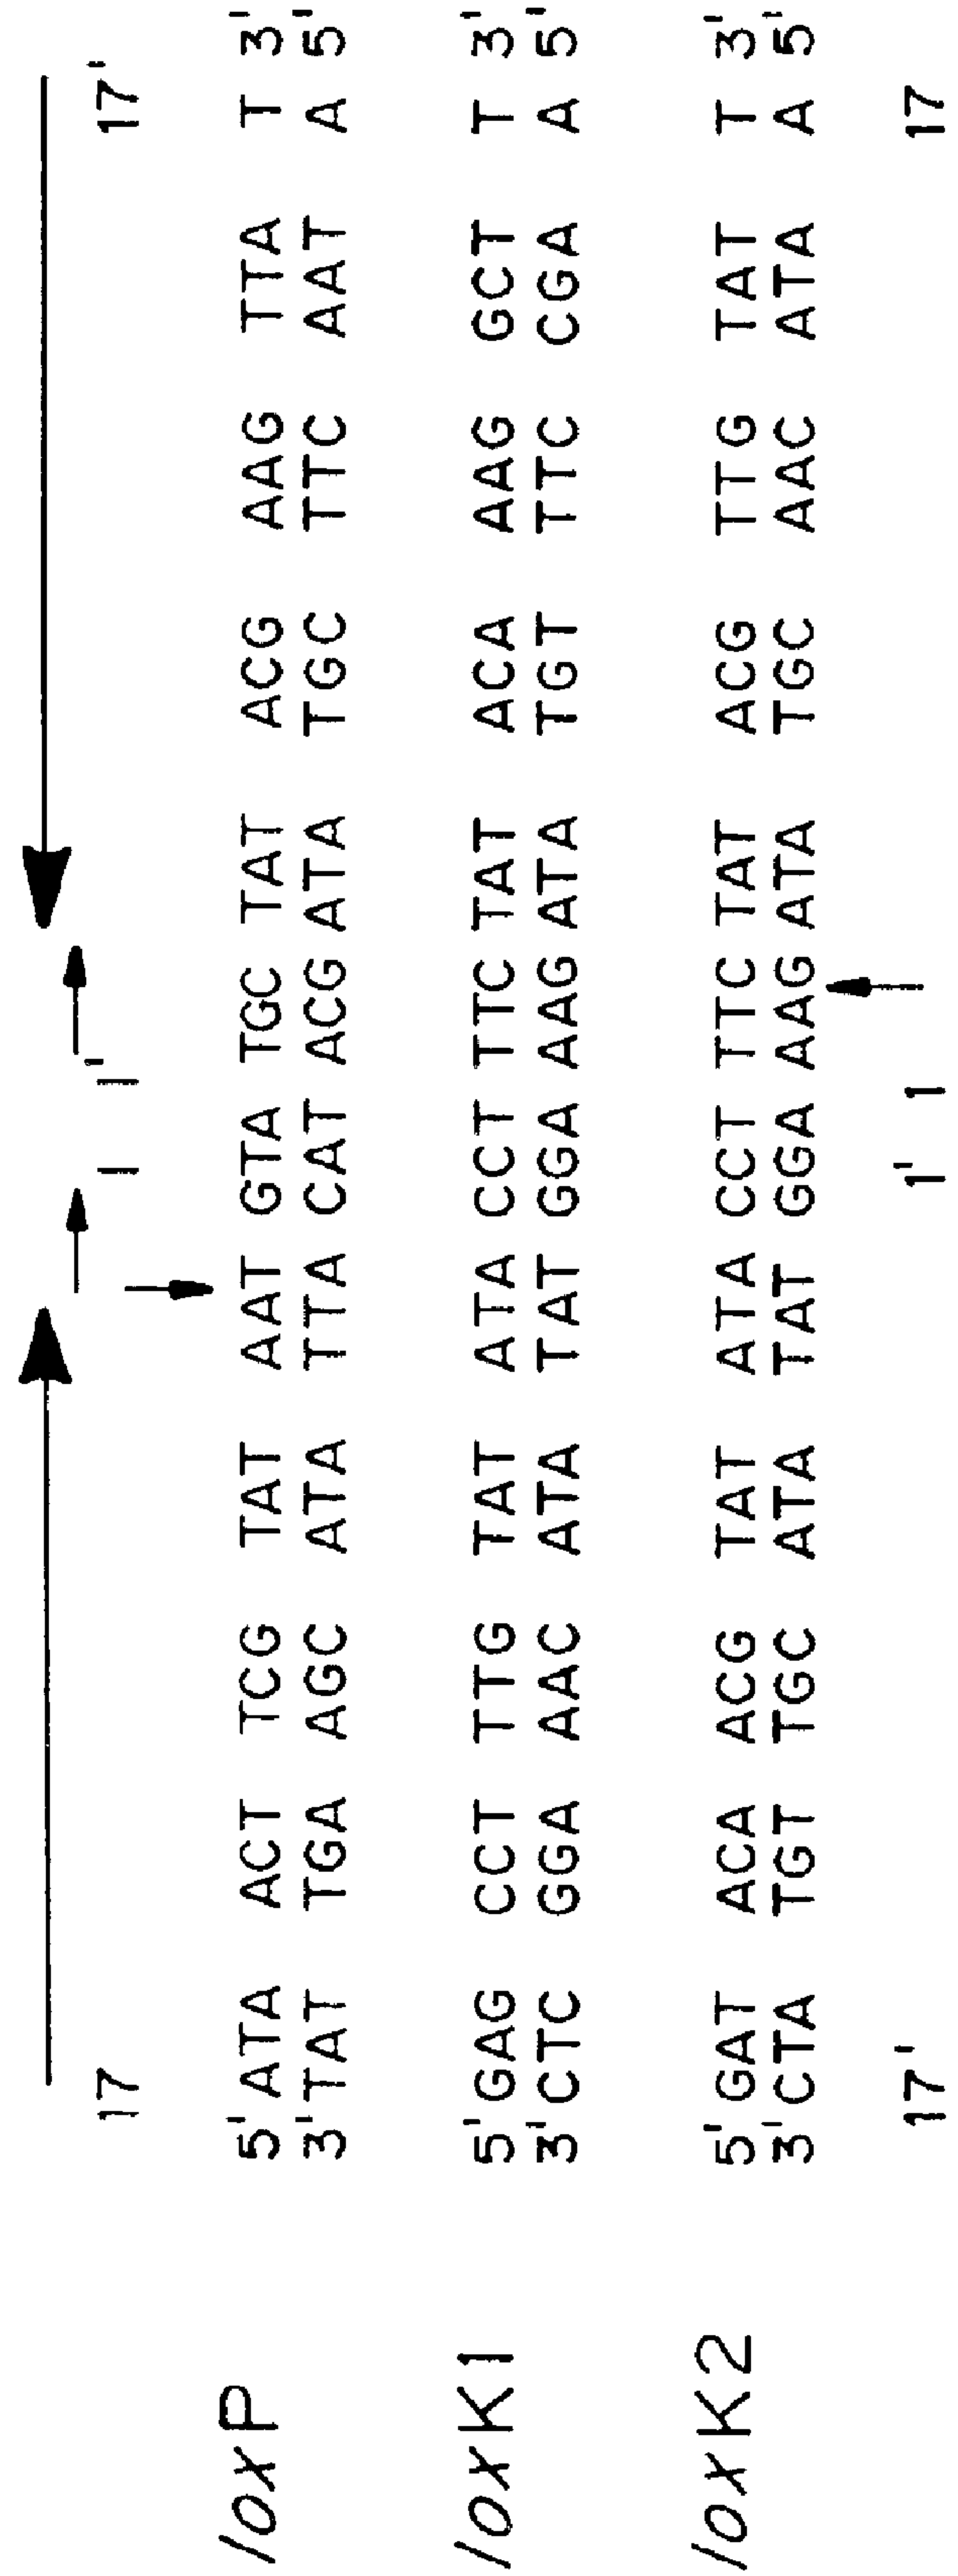 17 1 1' 17'
loxP 5' ATA ACT TCG TAT AAT GTA TGC TAT ACG AAG TTA T 3'
3' TAT TGA AGC ATA TTA CAT ACG ATA TGC TTC AAT A 5'
loxK1 5' GAG CCT TTG TAT ATA CCT TTC TAT ACA AAG GCT T 3'
3' CTC GGA AAC ATA TAT GGA AAG ATA TGT TTC CGA A 5'
loxK2 5' GAT ACA ACG TAT ATA CCT TTC TAT ACG TTG TAT T 3'
3' CTA TGT TGC ATA TAT GGA AAG ATA TGC AAC ATA A 5'
17' 1' 1 17